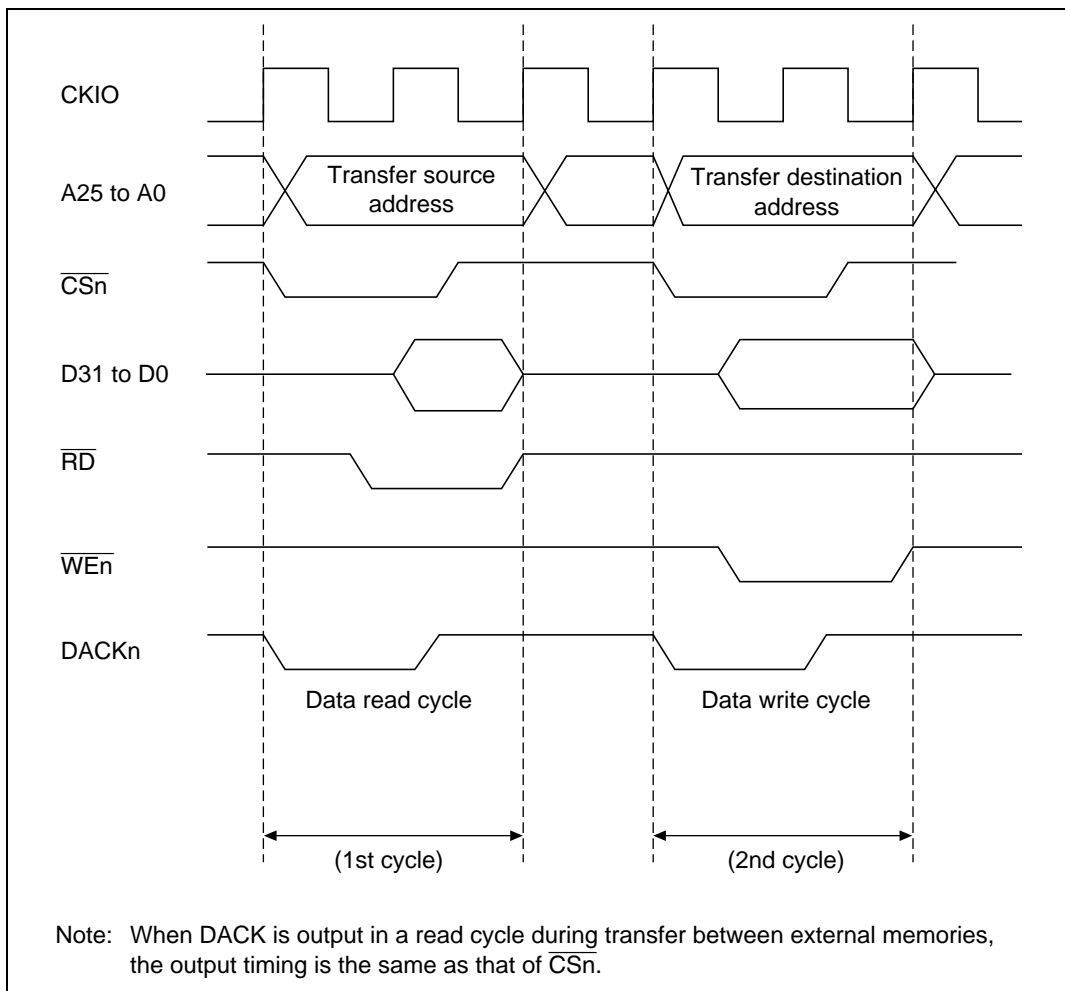 CKIO
A25 to A0
Transfer source
address
Transfer destination
address
CSn
D31 to D0
RD
WEn
DACKn
Data read cycle
Data write cycle
(1st cycle)
(2nd cycle)
Note: When DACK is output in a read cycle during transfer between external memories,
the output timing is the same as that of CSn.